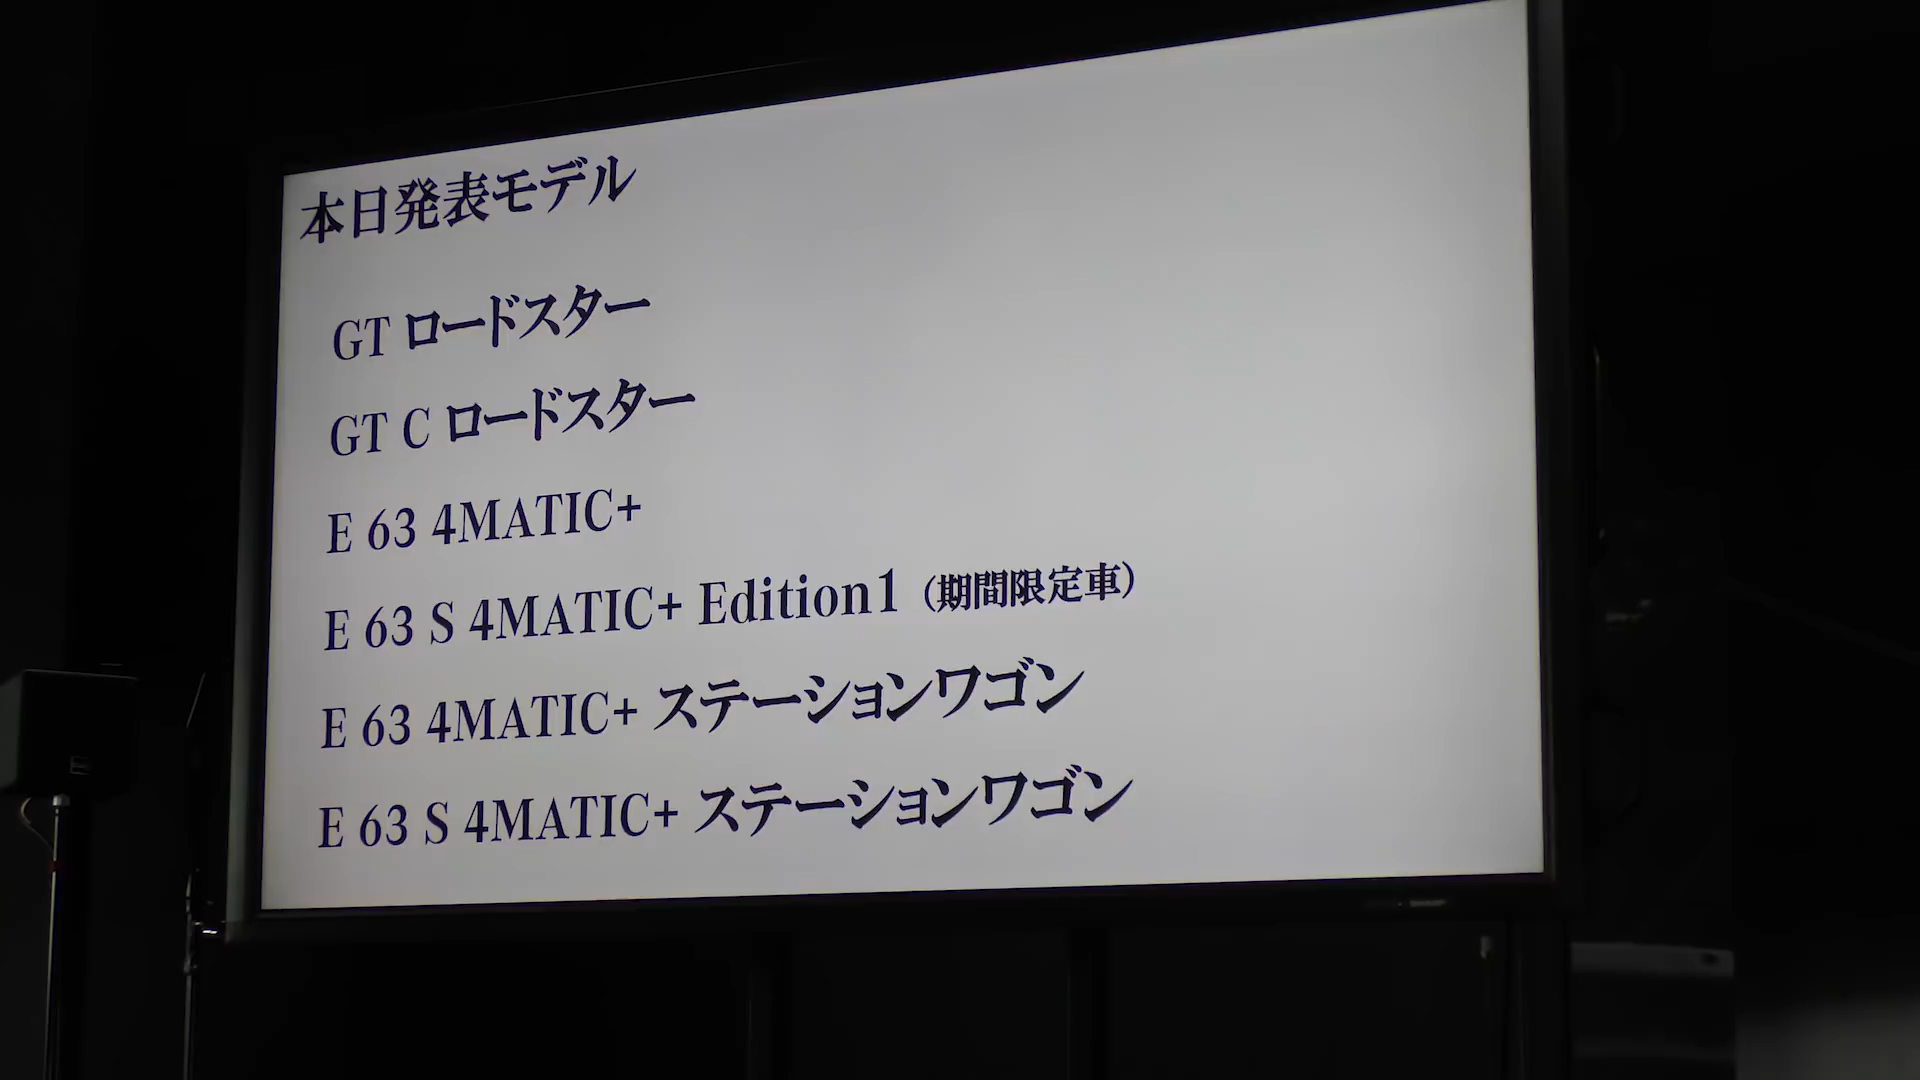 本日発表モデル
GT ロードスター
GT C ロードスター
E 63 4MATIC+
E 63 S 4MATIC+ Edition1（期間限定車）
E 63 4MATIC+ ステーションワゴン
E 63 S 4MATIC+ ステーションワゴン